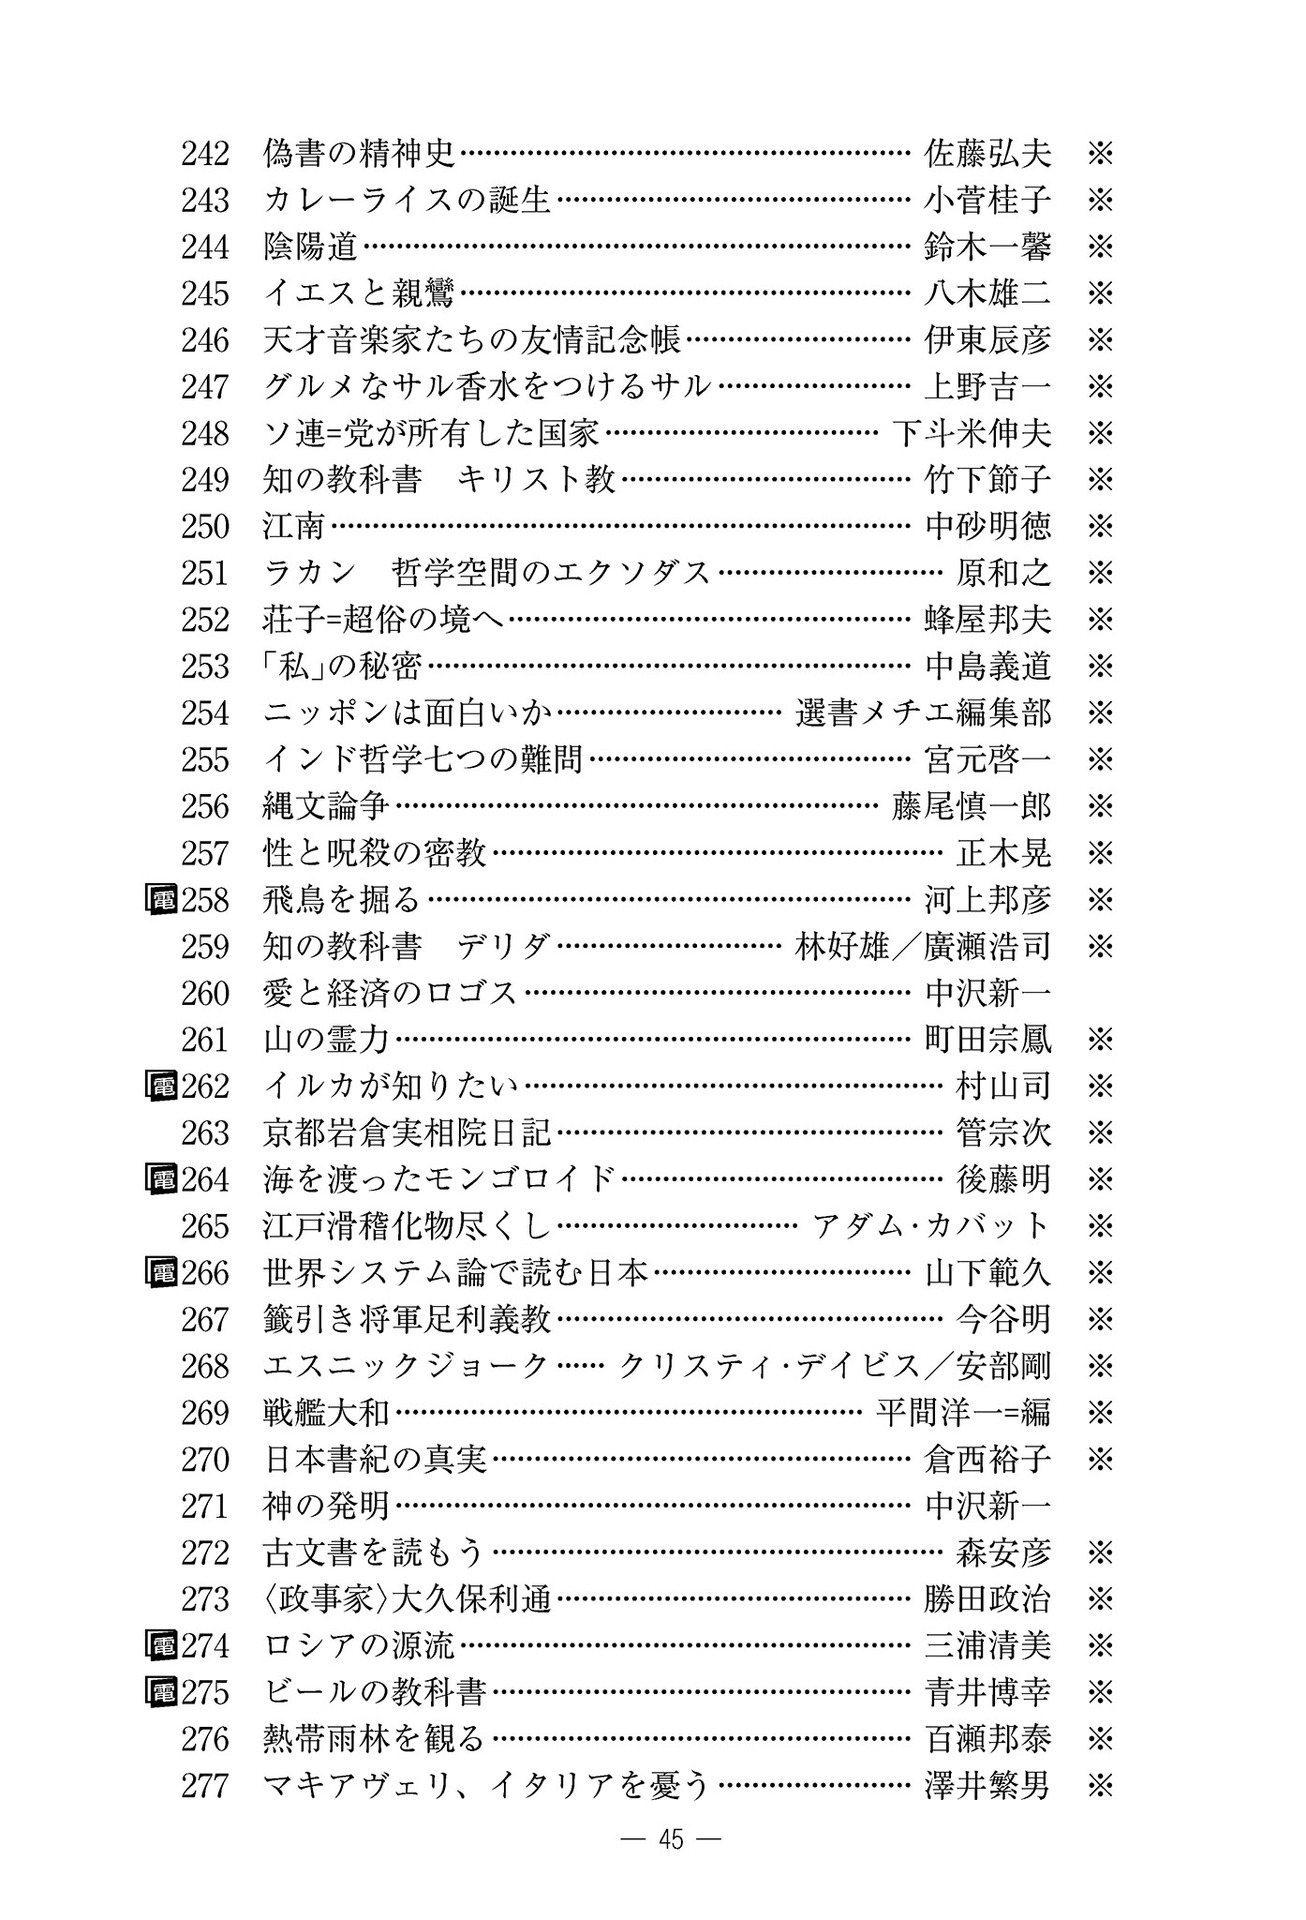 242 偽書の精神史…………………………………………… 佐藤弘夫 ※
243 カレーライスの誕生………………………………… 小菅桂子 ※
244 陰陽道……………………………………………………… 鈴木一馨 ※
245 イエスと親鸞…………………………………………… 八木雄二 ※
246 天才音楽家たちの友情記念帳……………………… 伊東辰彦 ※
247 グルメなサル香水をつけるサル…………………… 上野吉一 ※
248 ソ連=党が所有した国家………………………… 下斗米伸夫 ※
249 知の教科書 キリスト教…………………………… 竹下節子 ※
250 江南………………………………………………………… 中砂明徳 ※
251 ラカン 哲学空間のエクソダス……………………… 原和之 ※
252 荘子=超俗の境へ……………………………………… 蜂屋邦夫 ※
253 「私」の秘密……………………………………………… 中島義道 ※
254 ニッポンは面白いか…………………… 選書メチエ編集部 ※
255 インド哲学七つの難問……………………………… 宮元啓一 ※
256 縄文論争……………………………………………… 藤尾慎一郎 ※
257 性と呪殺の密教…………………………………………… 正木晃 ※
電258 飛鳥を掘る……………………………………………… 河上邦彦 ※
259 知の教科書 デリダ…………………… 林好雄／廣瀬浩司 ※
260 愛と経済のロゴス…………………………………… 中沢新一
261 山の霊力………………………………………………… 町田宗鳳 ※
電262 イルカが知りたい……………………………………… 村山司 ※
263 京都岩倉実相院日記…………………………………… 管宗次 ※
電264 海を渡ったモンゴロイド……………………………… 後藤明 ※
265 江戸滑稽化物尽くし……………………… アダム・カバット ※
電266 世界システム論で読む日本………………………… 山下範久 ※
267 籤引き将軍足利義教…………………………………… 今谷明 ※
268 エスニックジョーク…… クリスティ・デイビス／安部剛 ※
269 戦艦大和……………………………………………… 平間洋一=編 ※
270 日本書紀の真実……………………………………… 倉西裕子 ※
271 神の発明………………………………………………… 中沢新一
272 古文書を読もう………………………………………… 森安彦 ※
273 〈政事家〉大久保利通………………………………… 勝田政治 ※
電274 ロシアの源流…………………………………………… 三浦清美 ※
電275 ビールの教科書……………………………………… 青井博幸 ※
276 熱帯雨林を観る……………………………………… 百瀬邦泰 ※
277 マキアヴェリ、イタリアを憂う…………………… 澤井繁男 ※
— 45 —